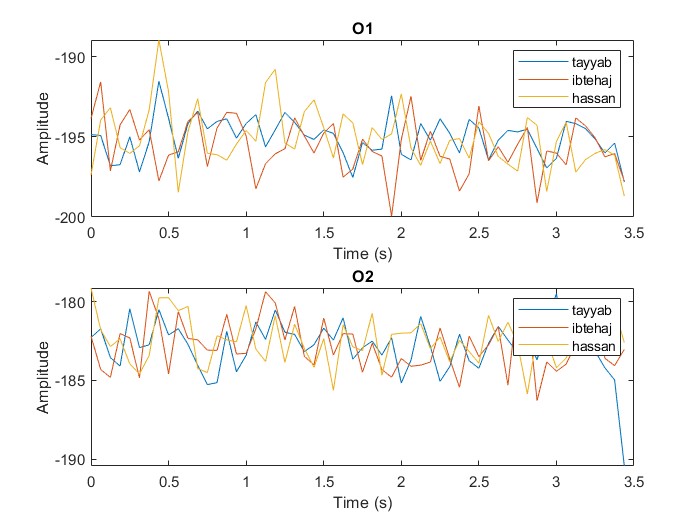 O1
-190
-195
-200
Amplitude
tayyab
ibtehaj
hassan
0 0.5 1 1.5 2 2.5 3 3.5
Time (s)
O2
-180
-185
-190
Amplitude
tayyab
ibtehaj
hassan
0 0.5 1 1.5 2 2.5 3 3.5
Time (s)